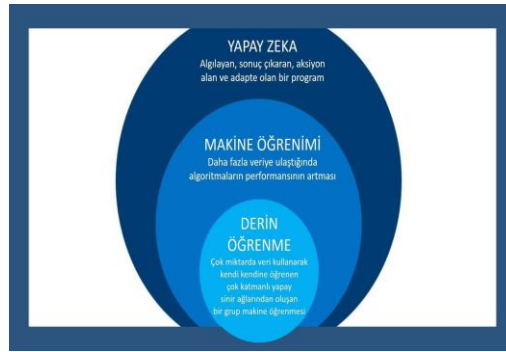 YAPAY ZEKA
Algılayan, sonuç çıkaran, aksiyon
alan ve adapte olan bir program
MAKİNE ÖĞRENİMİ
Daha fazla veriye ulaştığında
algoritmaların performansının artması
DERİN
ÖĞRENME
Çok miktarda veri kullanarak
kendi kendine öğrenen
çok katmanlı yapay
sinir ağlarından oluşan
bir grup makine öğrenmesi